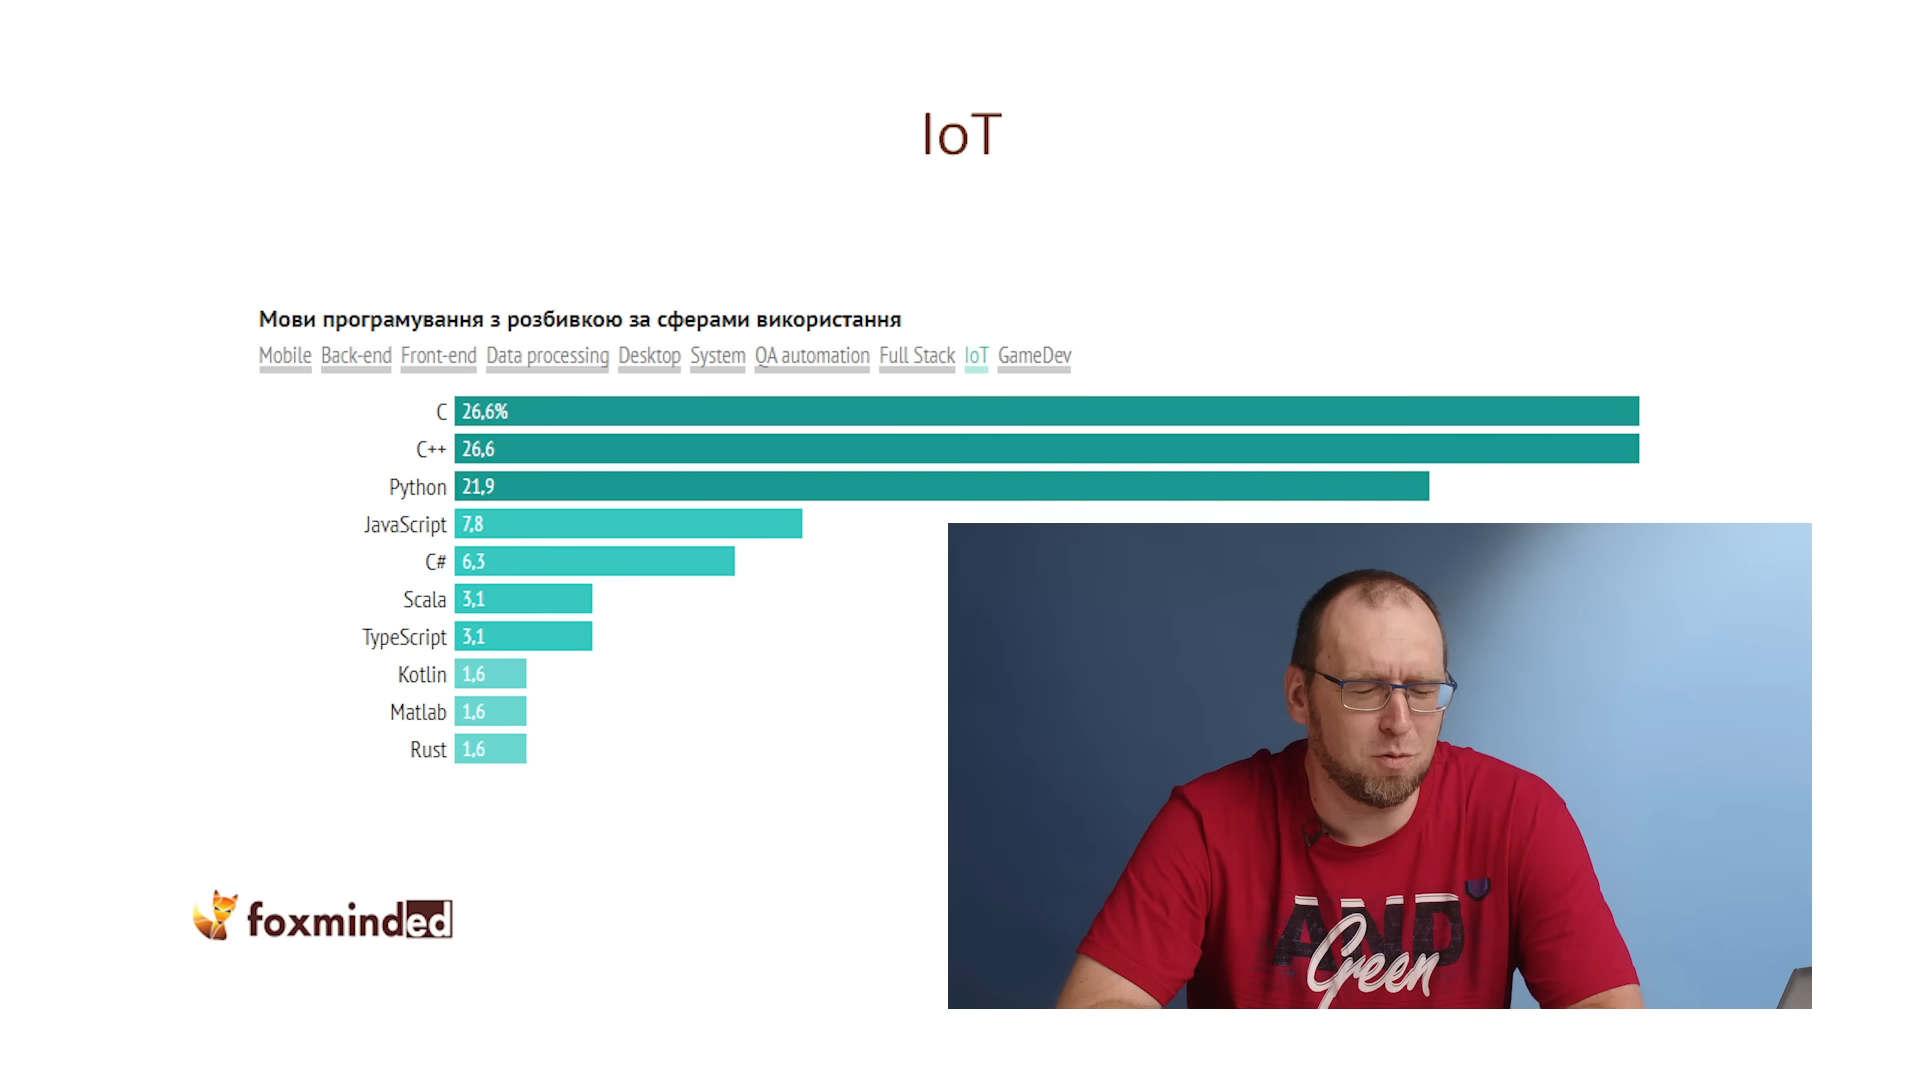 IoT
Мови програмування з розбивкою за сферами використання
Mobile Back-end Front-end Data processing Desktop System QA automation Full Stack IoT GameDev
C 26,6%
C++ 26,6
Python 21,9
JavaScript 7,8
C# 6,3
Scala 3,1
TypeScript 3,1
Kotlin 1,6
Matlab 1,6
Rust 1,6
foxminded
AND
Green